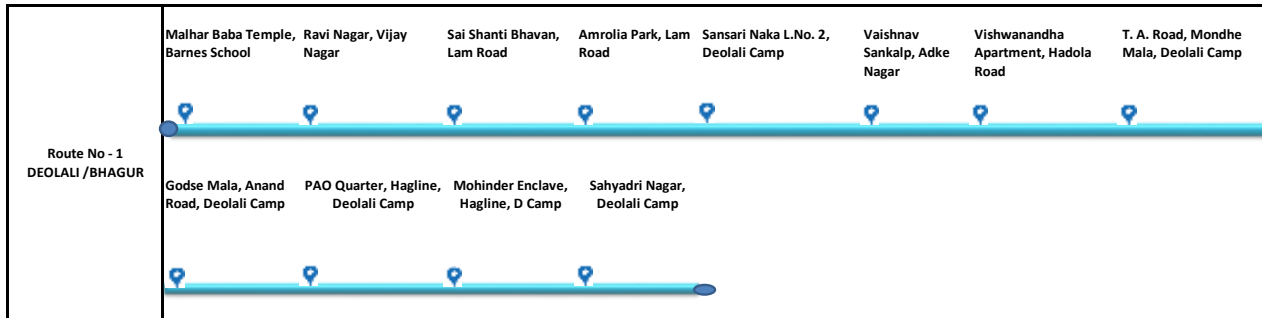 Route No - 1
DEOLALI /BHAGUR
Malhar Baba Temple,
Barnes School
Ravi Nagar, Vijay
Nagar
Sai Shanti Bhavan,
Lam Road
Amrolia Park, Lam
Road
Sansari Naka L.No. 2,
Deolali Camp
Vaishnav
Sankalp, Adke
Nagar
Vishwanandha
Apartment, Hadola
Road
T. A. Road, Mondhe
Mala, Deolali Camp
Godse Mala, Anand
Road, Deolali Camp
PAO Quarter, Hagline,
Deolali Camp
Mohinder Enclave,
Hagline, D Camp
Sahyadri Nagar,
Deolali Camp